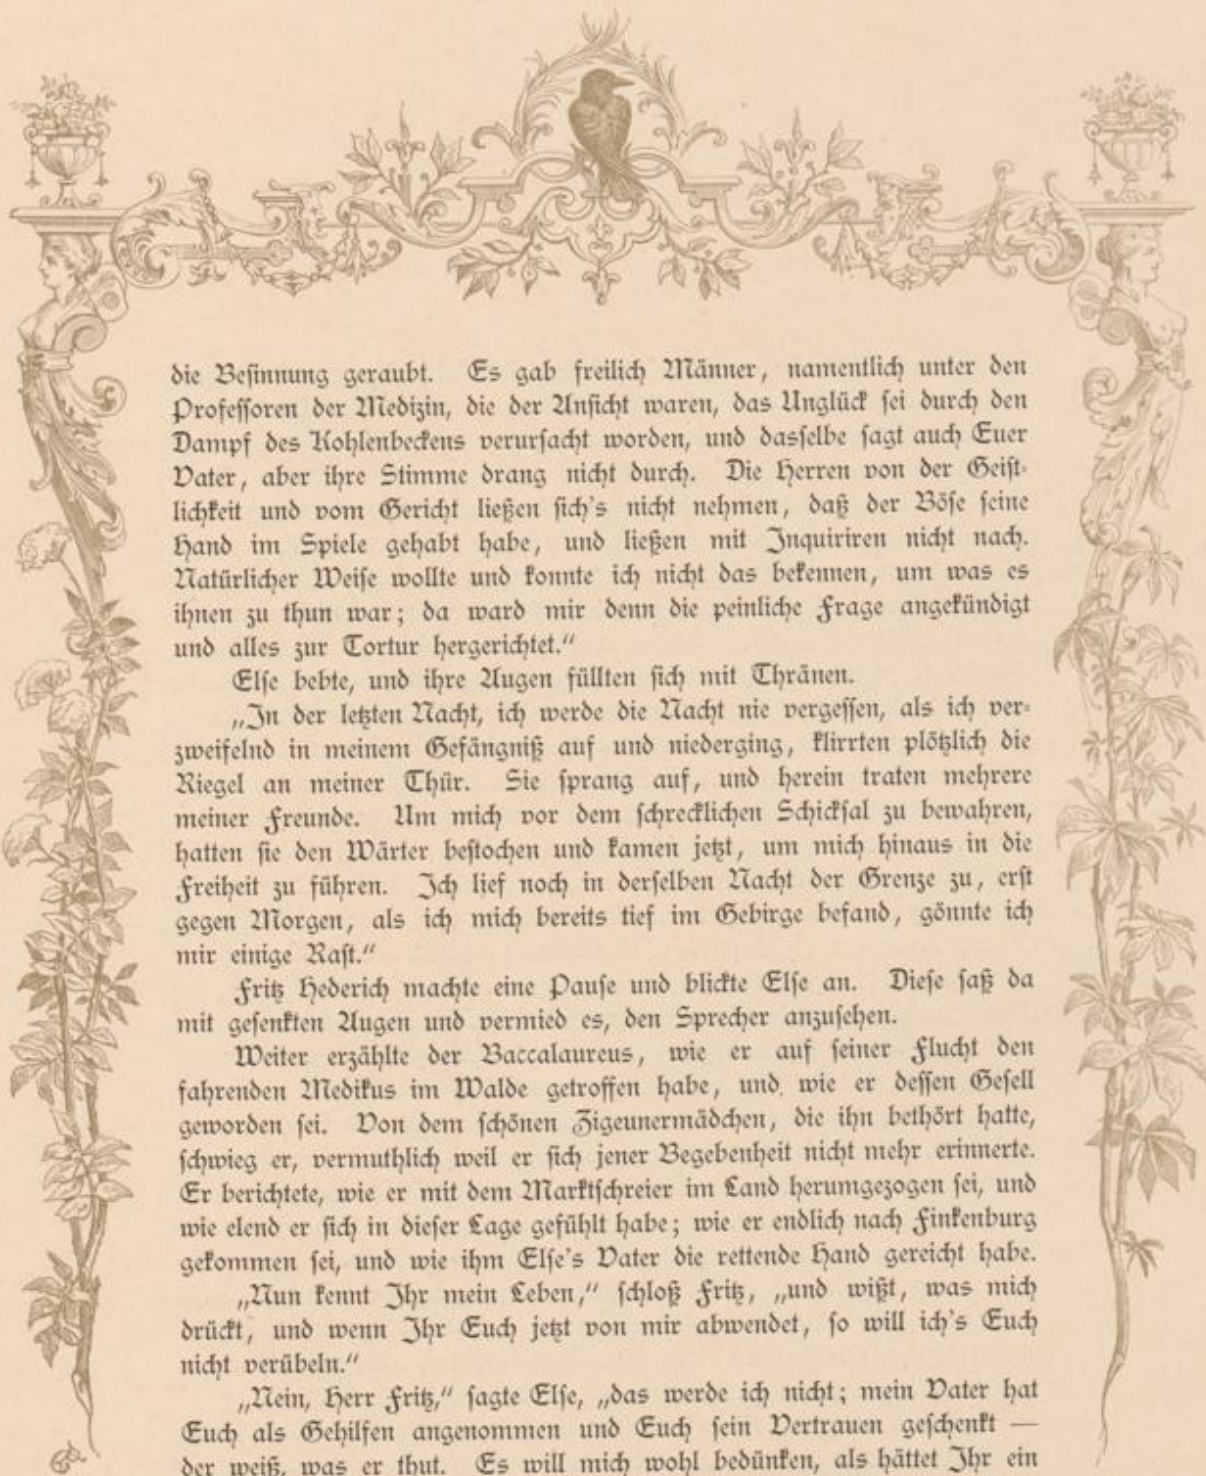 die Besinnung geraubt. Es gab freilich Männer, namentlich unter den
Professoren der Medizin, die der Ansicht waren, das Unglück sei durch den
Dampf des Kohlenbeckens verursacht worden, und dasselbe sagt auch Euer
Vater, aber ihre Stimme drang nicht durch. Die Herren von der Geist-
lichkeit und vom Gericht ließen sich's nicht nehmen, daß der Böse seine
Hand im Spiele gehabt habe, und ließen mit Inquiriren nicht nach.
Natürlicher Weise wollte und konnte ich nicht das bekennen, um was es
ihnen zu thun war; da ward mir denn die peinliche Frage angekündigt
und alles zur Tortur hergerichtet.“
Else bebte, und ihre Augen füllten sich mit Thränen.
„In der letzten Nacht, ich werde die Nacht nie vergessen, als ich ver-
zweifelnd in meinem Gefängniß auf und niederging, klirrten plötzlich die
Riegel an meiner Thür. Sie sprang auf, und herein traten mehrere
meiner Freunde. Um mich vor dem schrecklichen Schicksal zu bewahren,
hatten sie den Wärter bestochen und kamen jetzt, um mich hinaus in die
Freiheit zu führen. Ich lief noch in derselben Nacht der Grenze zu, erst
gegen Morgen, als ich mich bereits tief im Gebirge befand, gönnte ich
mir einige Rast.“
Fritz Hederich machte eine Pause und blickte Else an. Diese saß da
mit gesenkten Augen und vermied es, den Sprecher anzusehen.
Weiter erzählte der Baccalaureus, wie er auf seiner Flucht den
fahrenden Medikus im Walde getroffen habe, und wie er dessen Gesell
geworden sei. Von dem schönen Zigeunermädchen, die ihn bethört hatte,
schwieg er, vermuthlich weil er sich jener Begebenheit nicht mehr erinnerte.
Er berichtete, wie er mit dem Marktschreier im Land herumgezogen sei, und
wie elend er sich in dieser Lage gefühlt habe; wie er endlich nach Finkenburg
gekommen sei, und wie ihm Else's Vater die rettende Hand gereicht habe.
„Nun kennt Ihr mein Leben,“ schloß Fritz, „und wißt, was mich
drückt, und wenn Ihr Euch jetzt von mir abwendet, so will ich's Euch
nicht verübeln.“
„Nein, Herr Fritz,“ sagte Else, „das werde ich nicht; mein Vater hat
Euch als Gehilfen angenommen und Euch sein Vertrauen geschenkt —
der weiß, was er thut. Es will mich wohl bedünken, als hättet Ihr ein